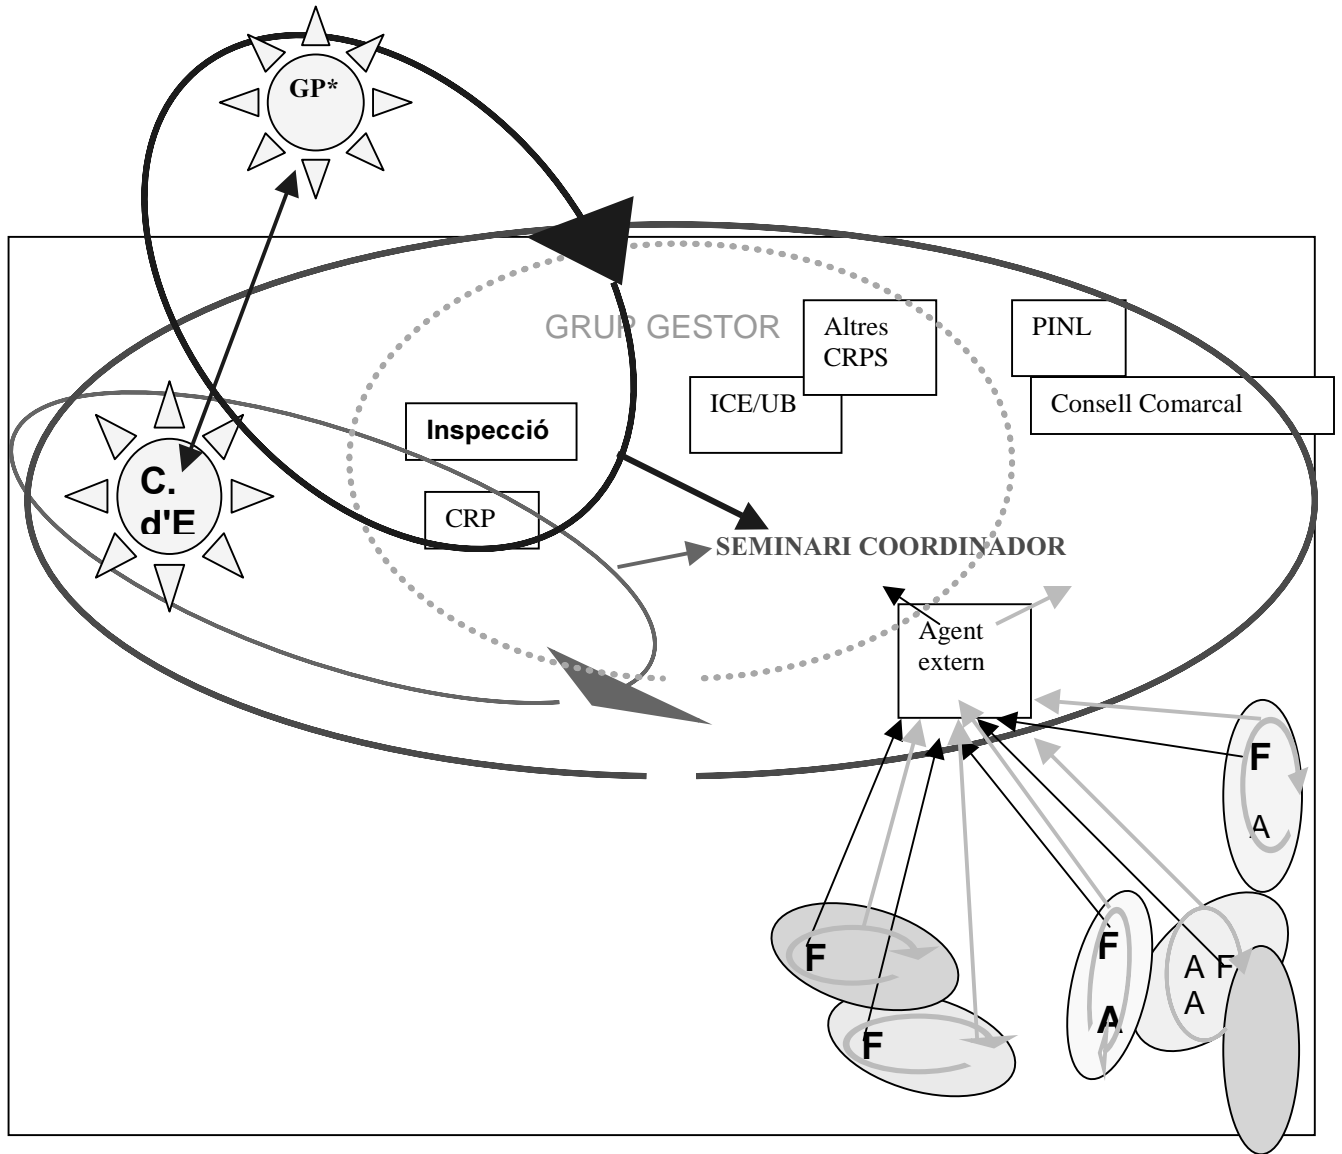 GP*
GRUP GESTOR
Altres
CRPS
PINL
ICE/UB
Consell Comarcal
Inspecció
C.
d'E
CRP
SEMINARI COORDINADOR
Agent
extern
F
A
F
F
A
A F
A
F